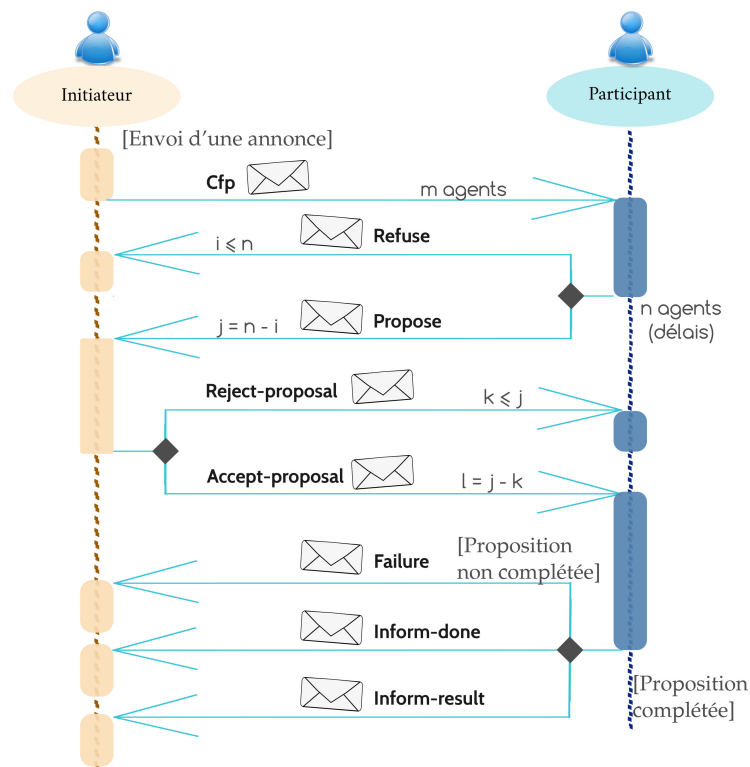 Initiateur
Participant
[Envoi d'une annonce]
Cfp
m agents
i ⩽ n
Refuse
n agents
(délais)
j = n - i
Propose
Reject-proposal
k ⩽ j
Accept-proposal
l = j - k
[Proposition
non complétée]
Failure
Inform-done
[Proposition
complétée]
Inform-result